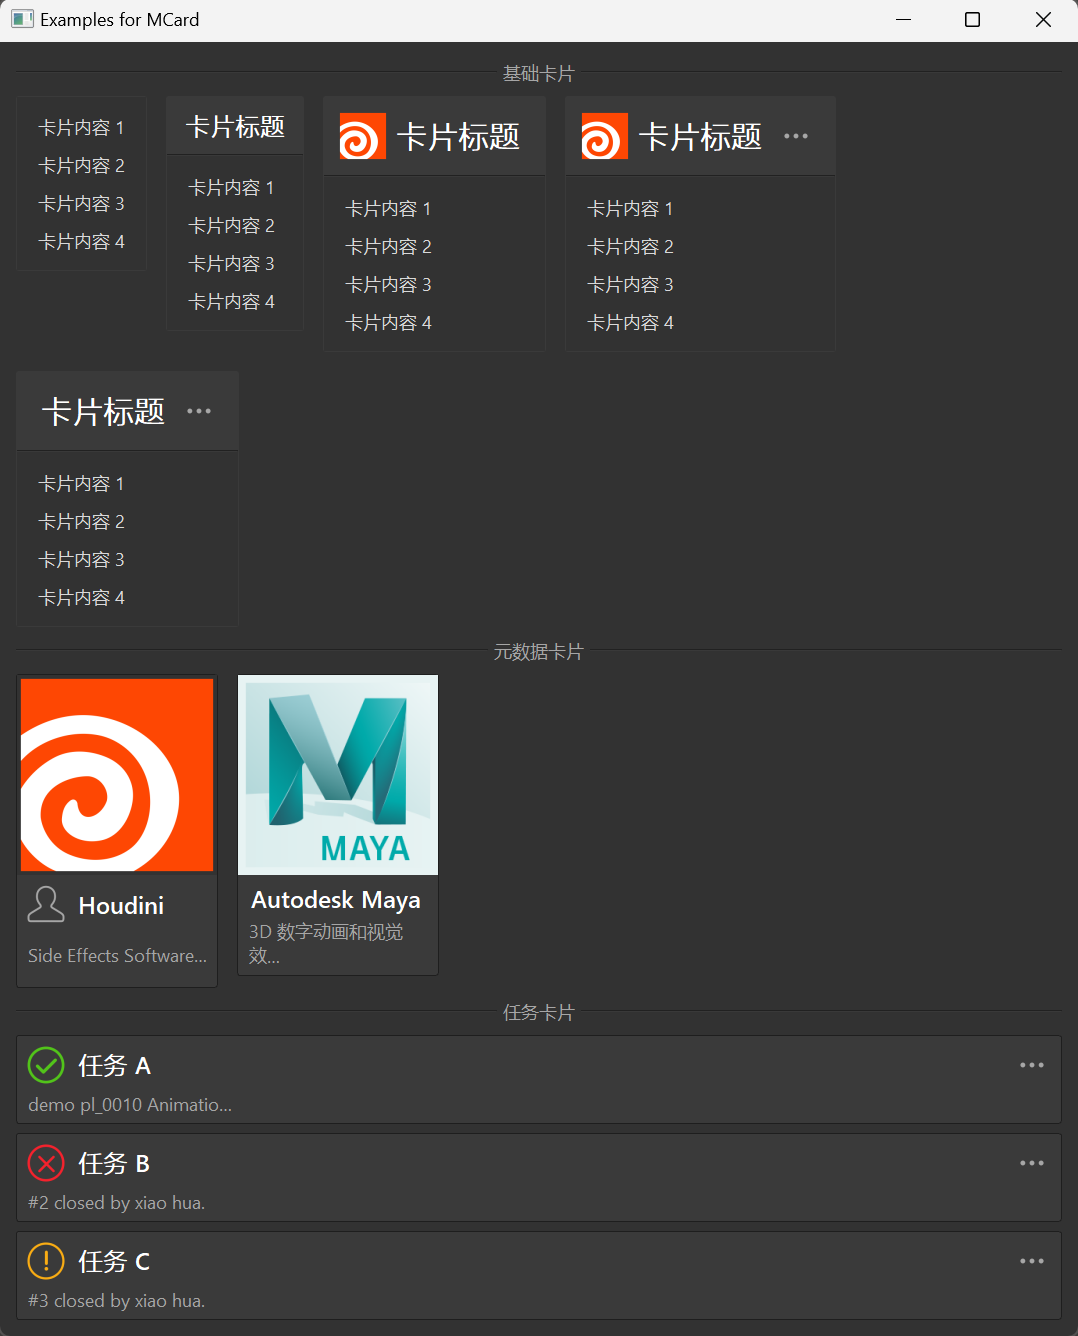 Examples for MCard
基础卡片
卡片内容 1
卡片内容 2
卡片内容 3
卡片内容 4
卡片标题
卡片内容 1
卡片内容 2
卡片内容 3
卡片内容 4
卡片标题
卡片内容 1
卡片内容 2
卡片内容 3
卡片内容 4
卡片标题
卡片内容 1
卡片内容 2
卡片内容 3
卡片内容 4
卡片标题
卡片内容 1
卡片内容 2
卡片内容 3
卡片内容 4
元数据卡片
Houdini
Side Effects Software...
MAYA
Autodesk Maya
3D 数字动画和视觉
效...
任务卡片
任务 A
demo pl_0010 Animatio...
任务 B
#2 closed by xiao hua.
任务 C
#3 closed by xiao hua.